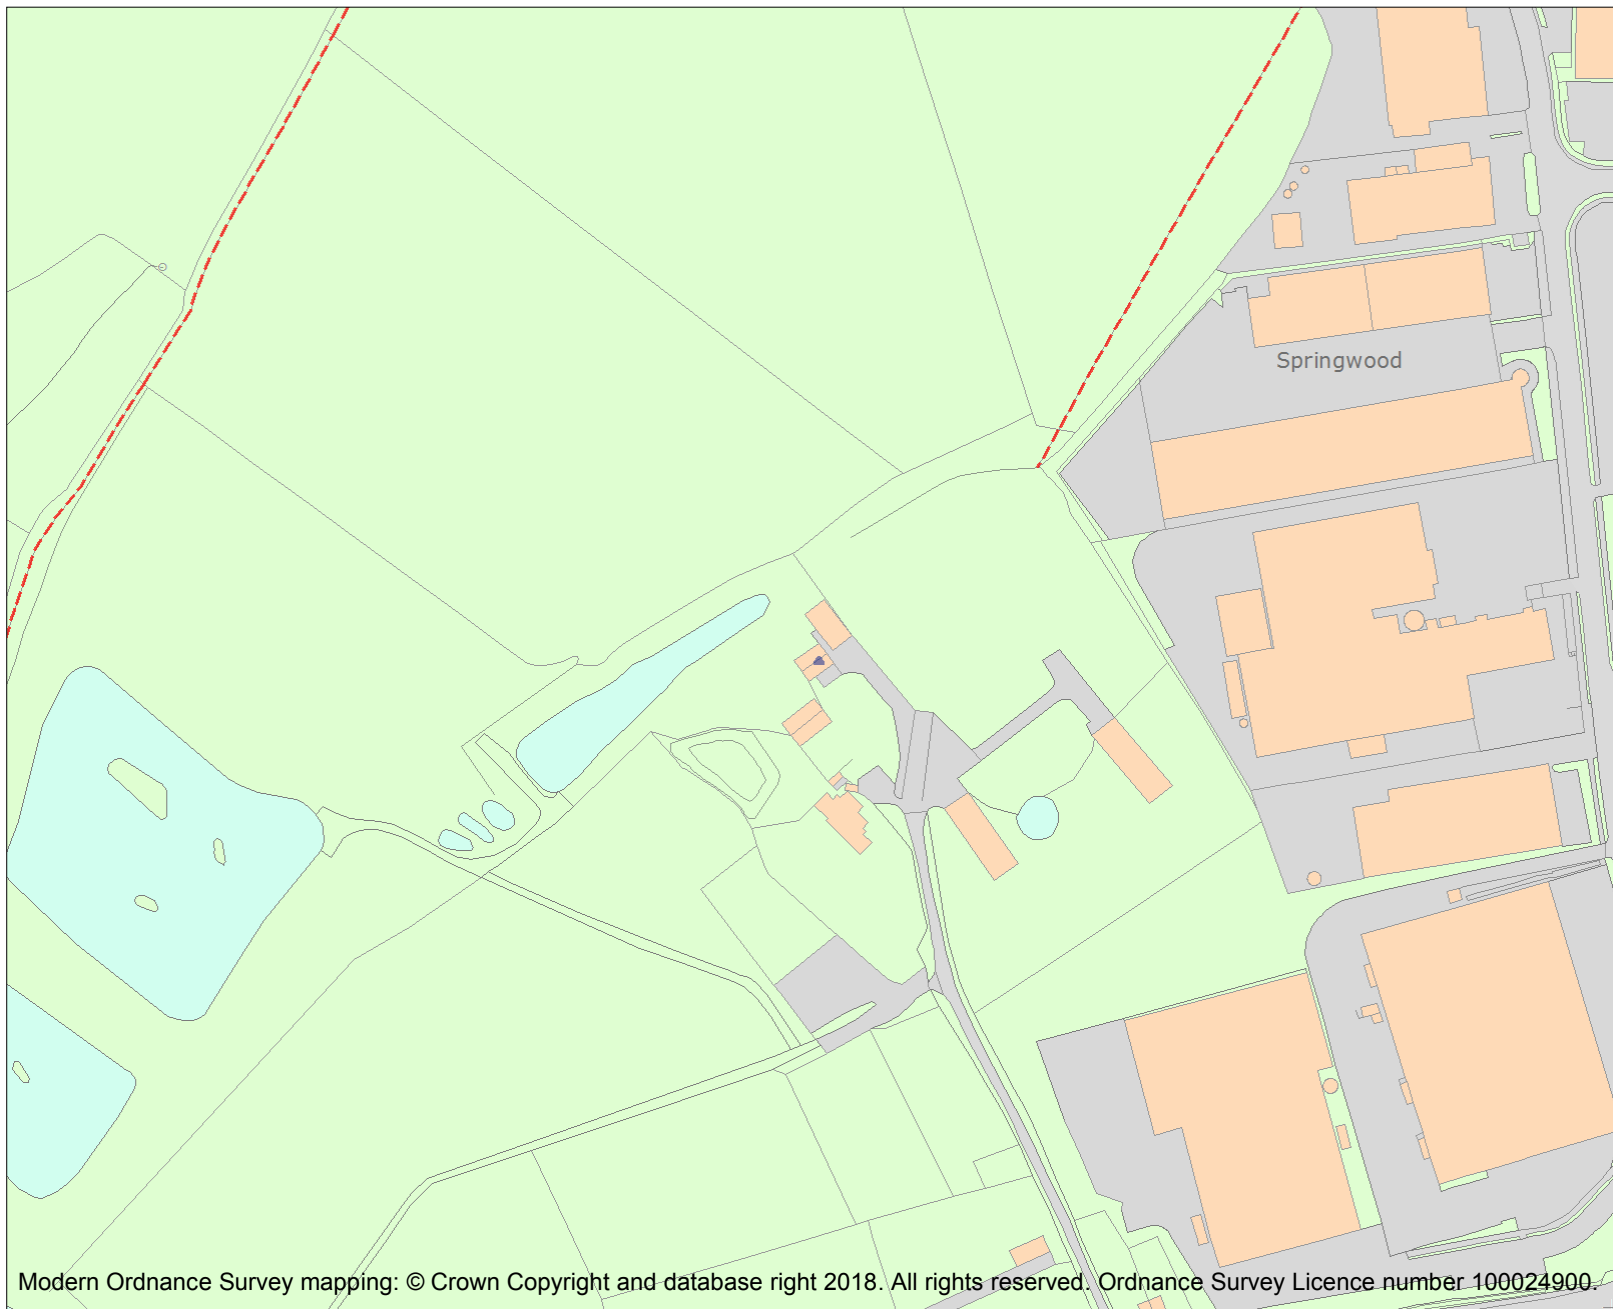 Springwood
Modern Ordnance Survey mapping: © Crown Copyright and database right 2018. All rights reserved. Ordnance Survey Licence number 100024900.